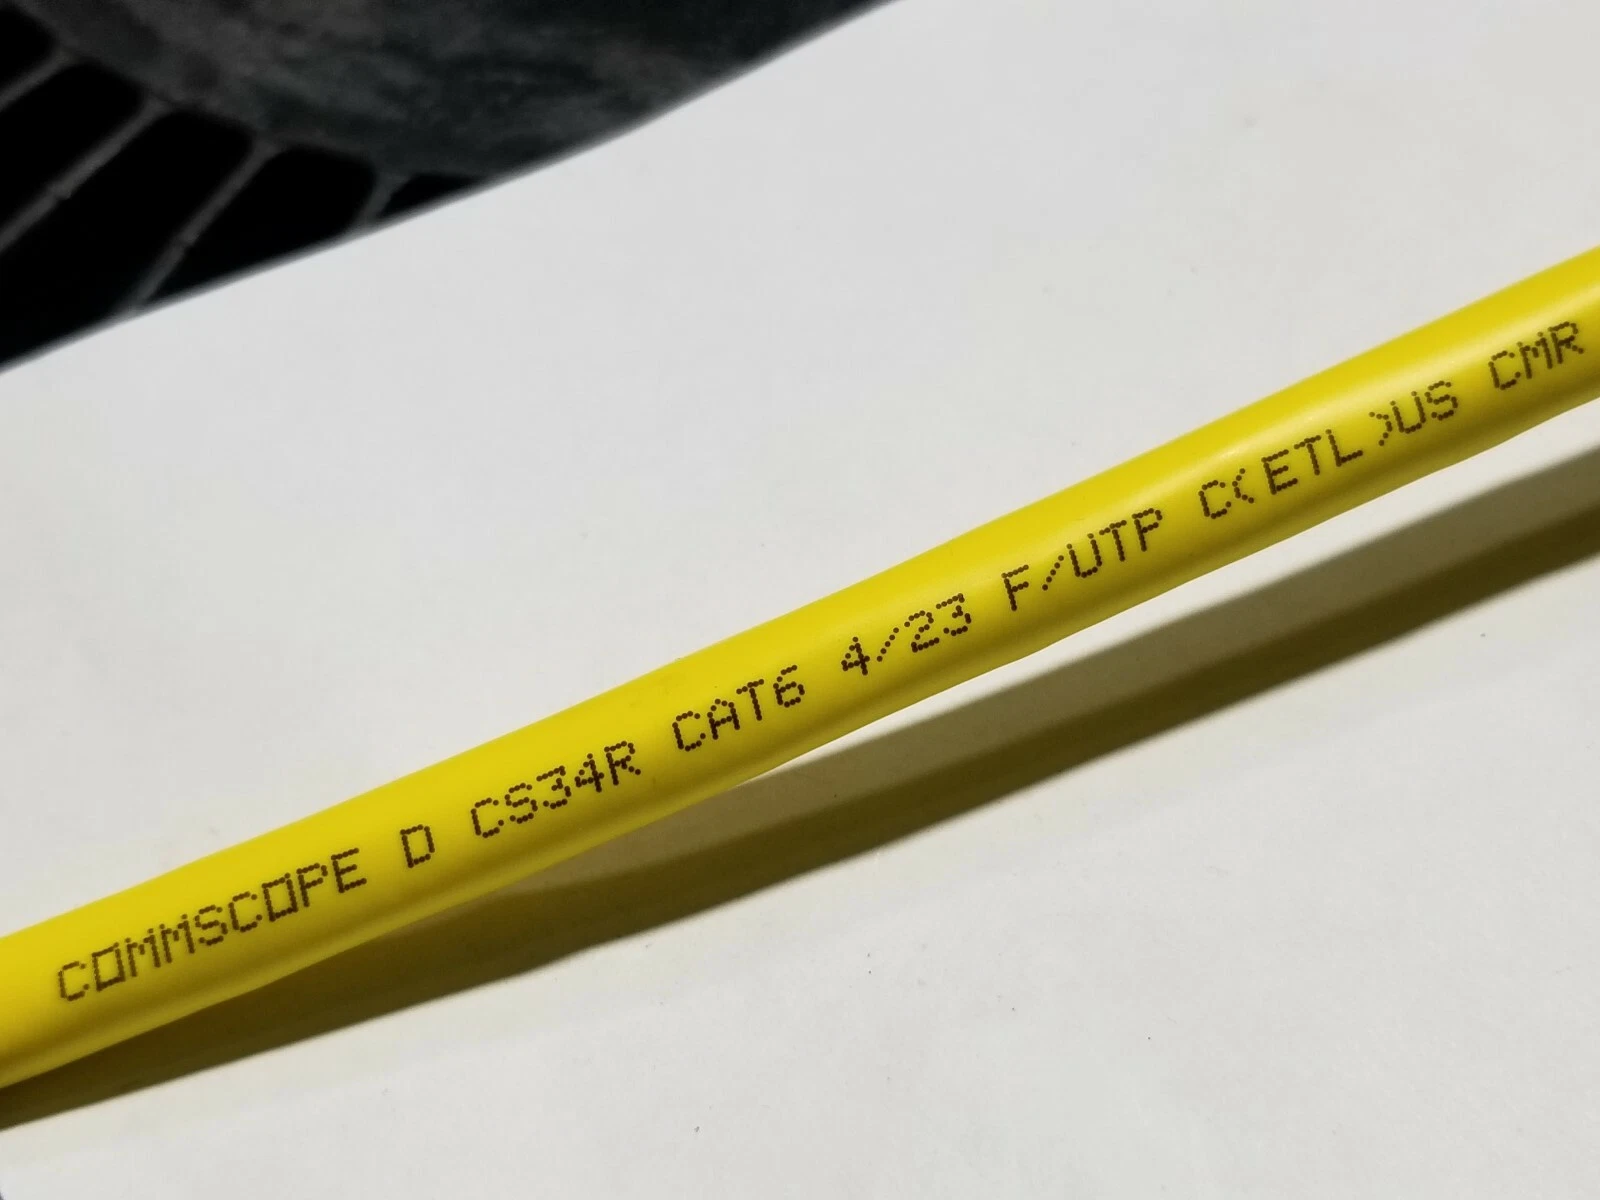 COMMSCOPE D CS34R CAT6 4/23 F/UTP C(ETL)US CMR